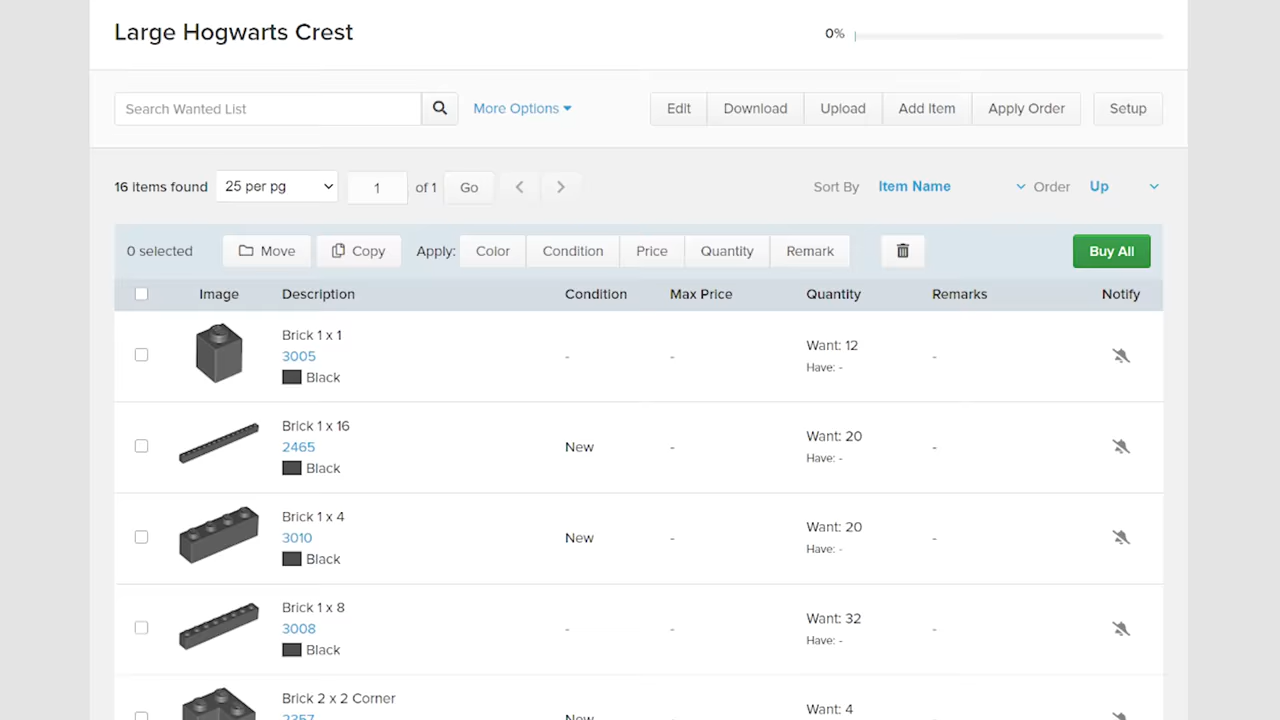 Large Hogwarts Crest
0%
Search Wanted List
More Options
Edit
Download
Upload
Add Item
Apply Order
Setup
16 items found
25 per pg
1
of 1
Go
Sort By
Item Name
Order
Up
0 selected
Move
Copy
Apply:
Color
Condition
Price
Quantity
Remark
Buy All
Image
Description
Condition
Max Price
Quantity
Remarks
Notify
Brick 1 x 1
3005
Black
-
-
Want: 12
Have: -
-
Brick 1 x 16
2465
Black
New
-
Want: 20
Have: -
-
Brick 1 x 4
3010
Black
New
-
Want: 20
Have: -
-
Brick 1 x 8
3008
Black
-
-
Want: 32
Have: -
-
Brick 2 x 2 Corner
2357
New
Want: 4